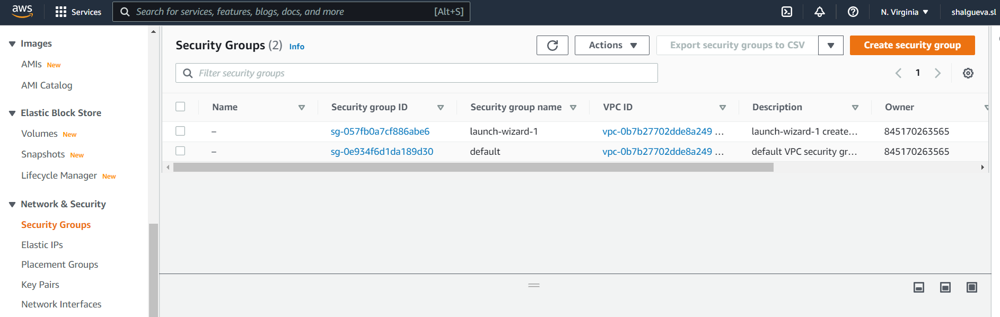 aws Services Search for services, features, blogs, docs, and more [Alt+S] N. Virginia shalgueva.sl
Images
AMIs New
AMI Catalog
Elastic Block Store
Volumes New
Snapshots New
Lifecycle Manager New
Network & Security
Security Groups
Elastic IPs
Placement Groups
Key Pairs
Network Interfaces
Security Groups (2) Info Actions Export security groups to CSV Create security group
Filter security groups 1
Name Security group ID Security group name VPC ID Description Owner
– sg-057fb0a7cf886abe6 launch-wizard-1 vpc-0b7b27702dde8a249 ... launch-wizard-1 create... 845170263565
– sg-0e934f6d1da189d30 default vpc-0b7b27702dde8a249 ... default VPC security gr... 845170263565